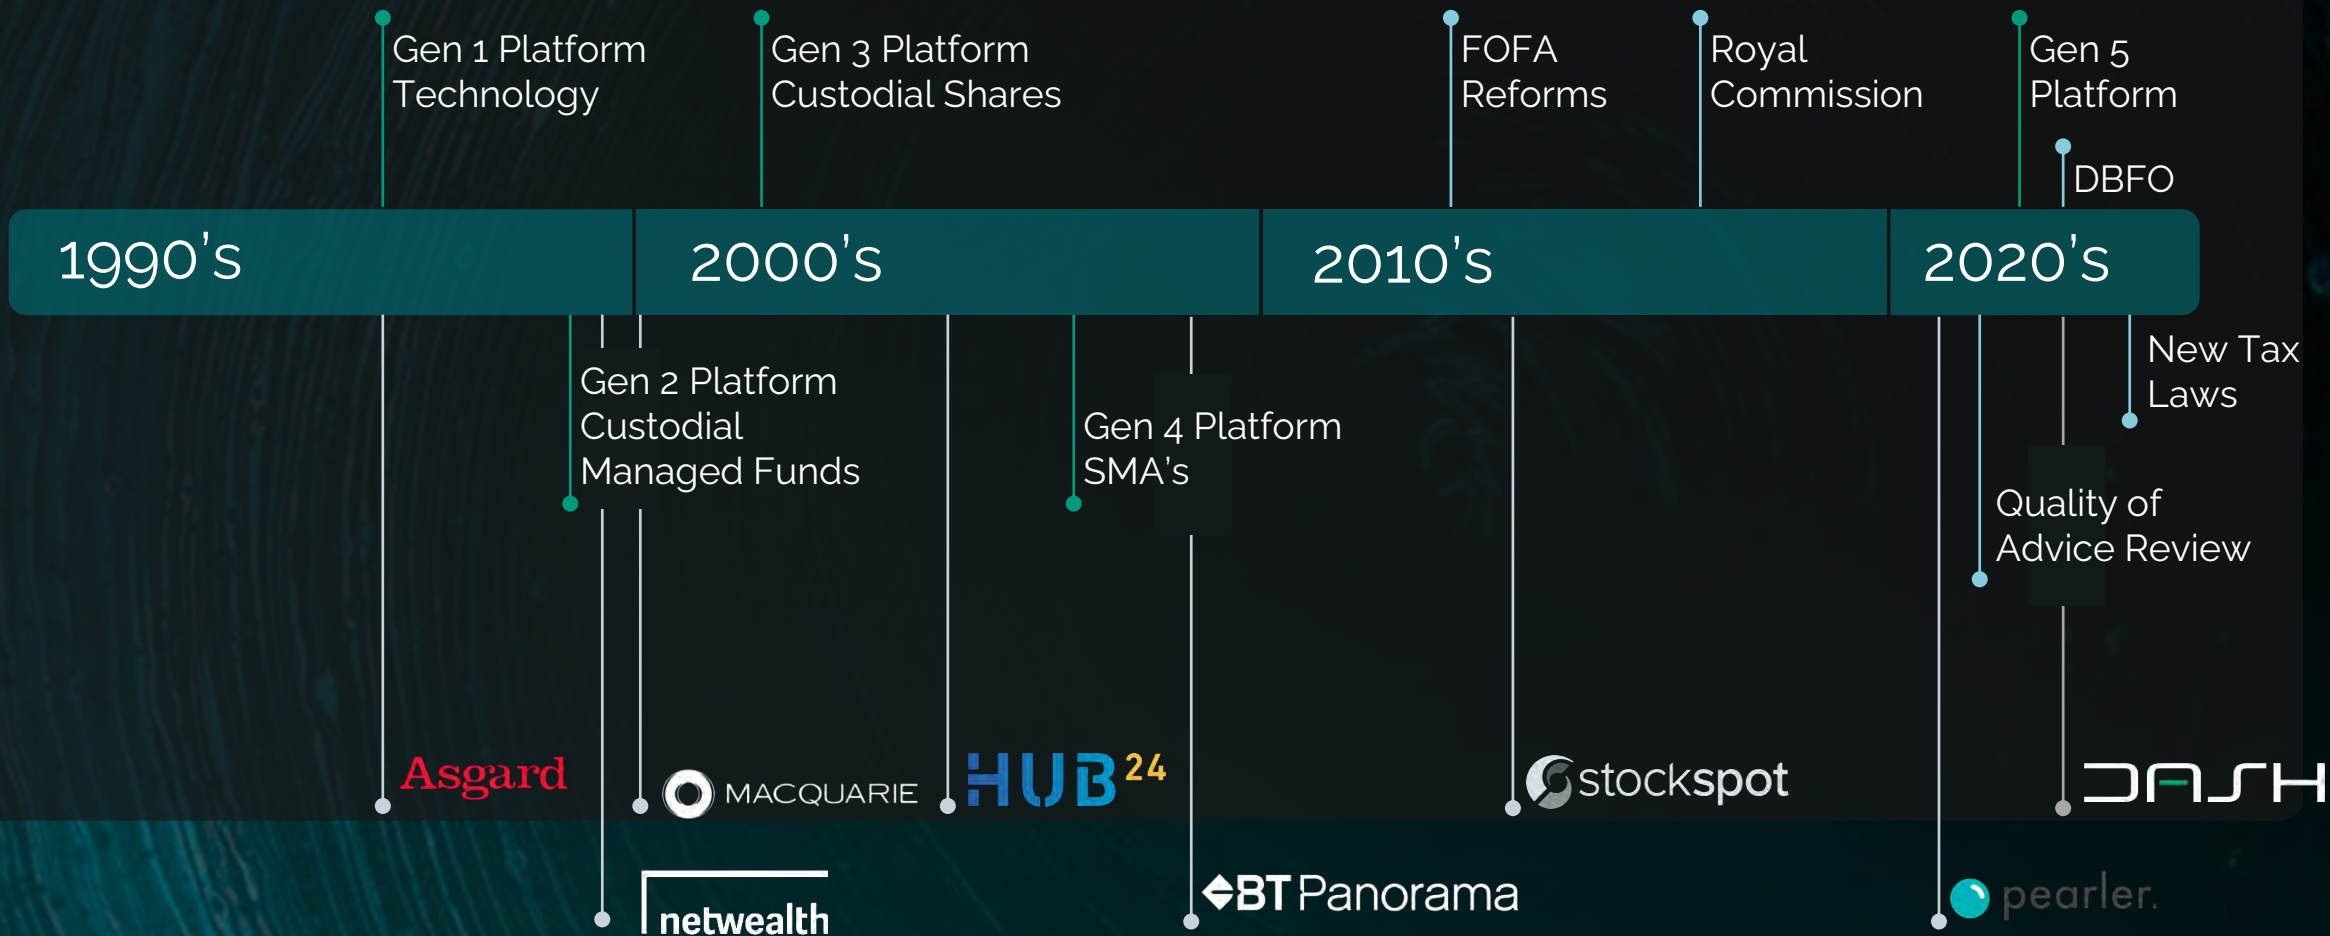 Gen 1 Platform
Technology
Gen 3 Platform
Custodial Shares
FOFA
Reforms
Royal
Commission
Gen 5
Platform
DBFO
1990's
2000's
2010's
2020's
New Tax
Laws
Gen 2 Platform
Custodial
Managed Funds
Gen 4 Platform
SMA's
Quality of
Advice Review
Asgard
MACQUARIE
HUB24
stockspot
DASH
netwealth
BT Panorama
pearler.